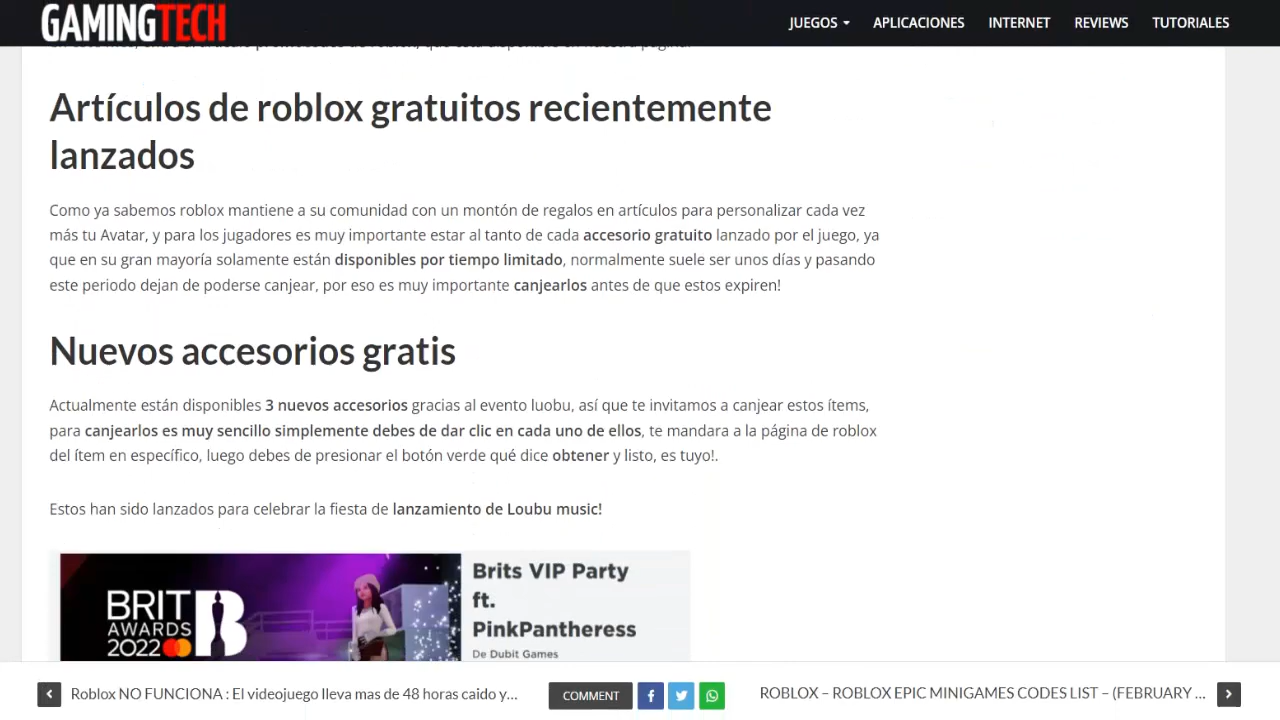 GAMINGTECH
JUEGOS
APLICACIONES
INTERNET
REVIEWS
TUTORIALES
Artículos de roblox gratuitos recientemente
lanzados
Como ya sabemos roblox mantiene a su comunidad con un montón de regalos en artículos para personalizar cada vez
más tu Avatar, y para los jugadores es muy importante estar al tanto de cada accesorio gratuito lanzado por el juego, ya
que en su gran mayoría solamente están disponibles por tiempo limitado, normalmente suele ser unos días y pasando
este periodo dejan de poderse canjear, por eso es muy importante canjearlos antes de que estos expiren!
Nuevos accesorios gratis
Actualmente están disponibles 3 nuevos accesorios gracias al evento luobu, así que te invitamos a canjear estos ítems,
para canjearlos es muy sencillo simplemente debes de dar clic en cada uno de ellos, te mandara a la página de roblox
del ítem en específico, luego debes de presionar el botón verde qué dice obtener y listo, es tuyo!.
Estos han sido lanzados para celebrar la fiesta de lanzamiento de Loubu music!
BRIT
AWARDS
2022
Brits VIP Party
ft.
PinkPantheress
De Dubit Games
Roblox NO FUNCIONA : El videojuego lleva mas de 48 horas caido y...
COMMENT
ROBLOX – ROBLOX EPIC MINIGAMES CODES LIST – (FEBRUARY ...